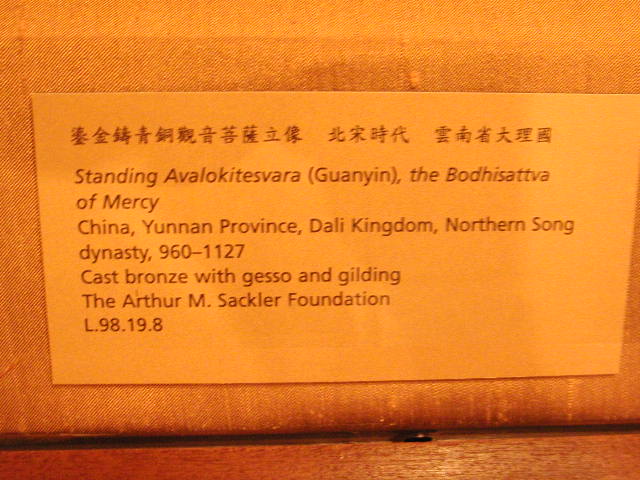 鎏金鑄青銅觀音菩薩立像 北宋時代 雲南省大理國
Standing Avalokitesvara (Guanyin), the Bodhisattva
of Mercy
China, Yunnan Province, Dali Kingdom, Northern Song
dynasty, 960–1127
Cast bronze with gesso and gilding
The Arthur M. Sackler Foundation
L.98.19.8